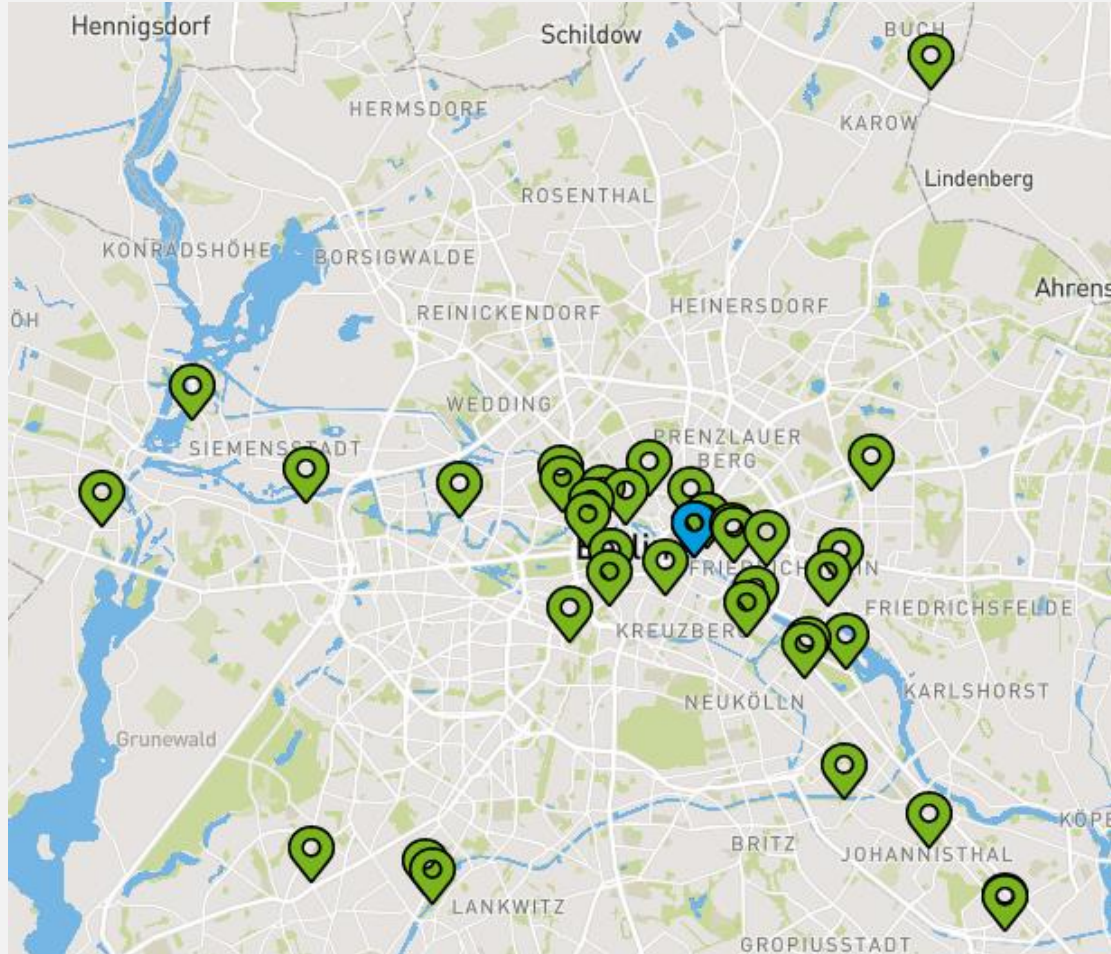 Hennigsdorf
Schildow
BUCH
HERMSDORF
KAROW
Lindenberg
ROSENTHAL
KONRADSHÖHE
BORSIGWALDE
Ahrens
HEINERSDORF
REINICKENDORF
ÖH
WEDDING
PRENZLAUER
BERG
SIEMENSSTADT
FRIEDRICHSFELDE
KREUZBERG
KARLSHORST
NEUKÖLLN
Grunewald
KÖPE
BRITZ
JOHANNISTHAL
LANKWITZ
GROPIUSSTADT